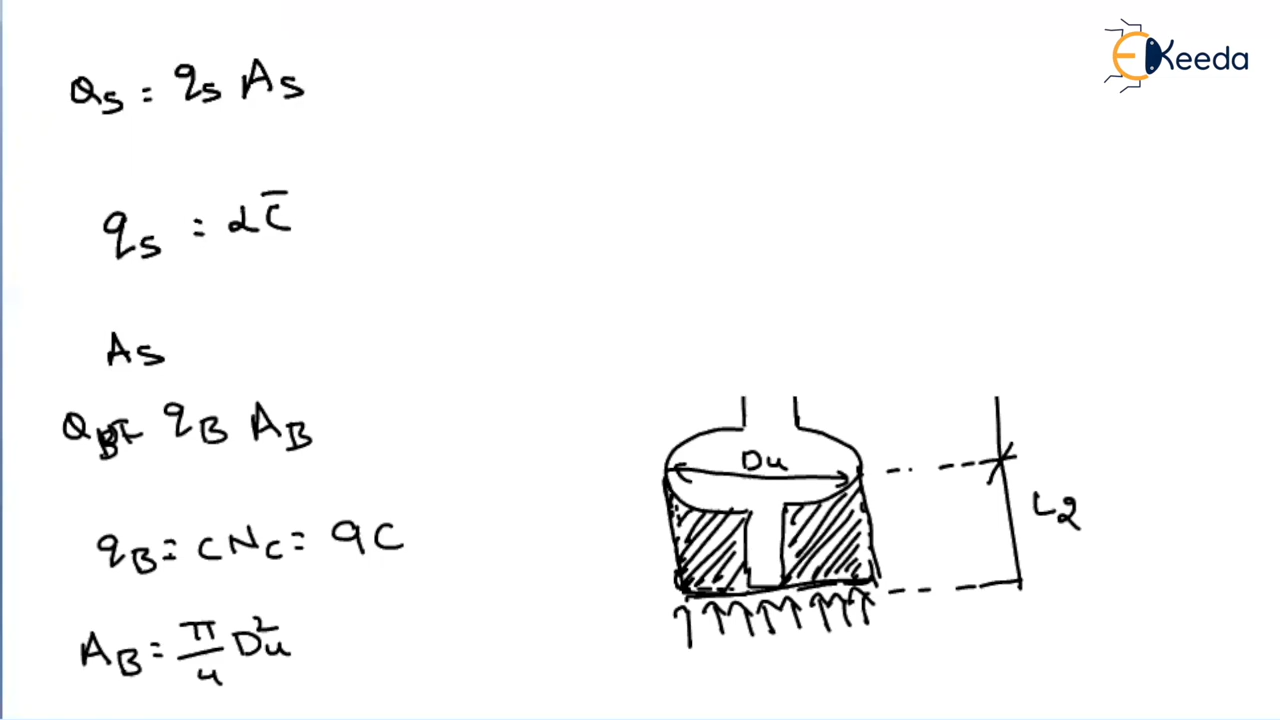 EKeeda
Qs = qs As
qs = αc̄
As
QB = qB AB
Du
L2
qB = CNc = 9C
AB = π/4 Du²